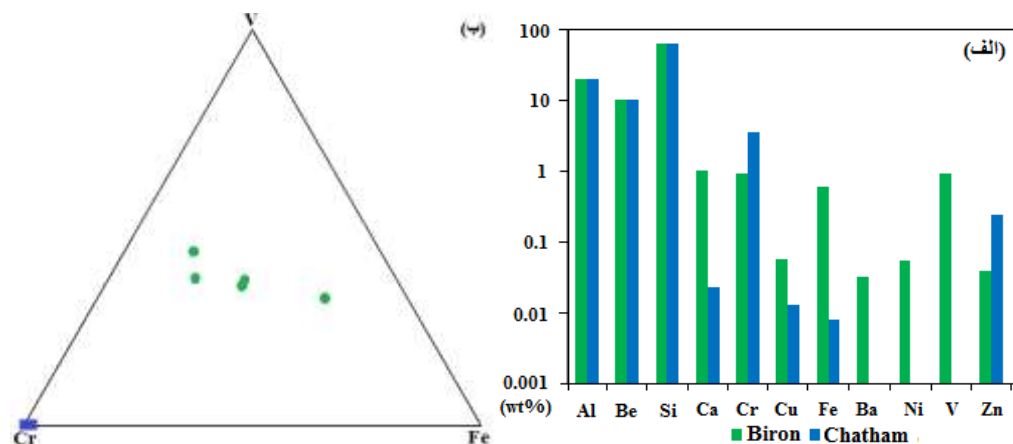 V
(ب)
Cr
Fe
(الف)
100
10
1
0.1
0.01
0.001
(wt%)
Al Be Si Ca Cr Cu Fe Ba Ni V Zn
Biron Chatham